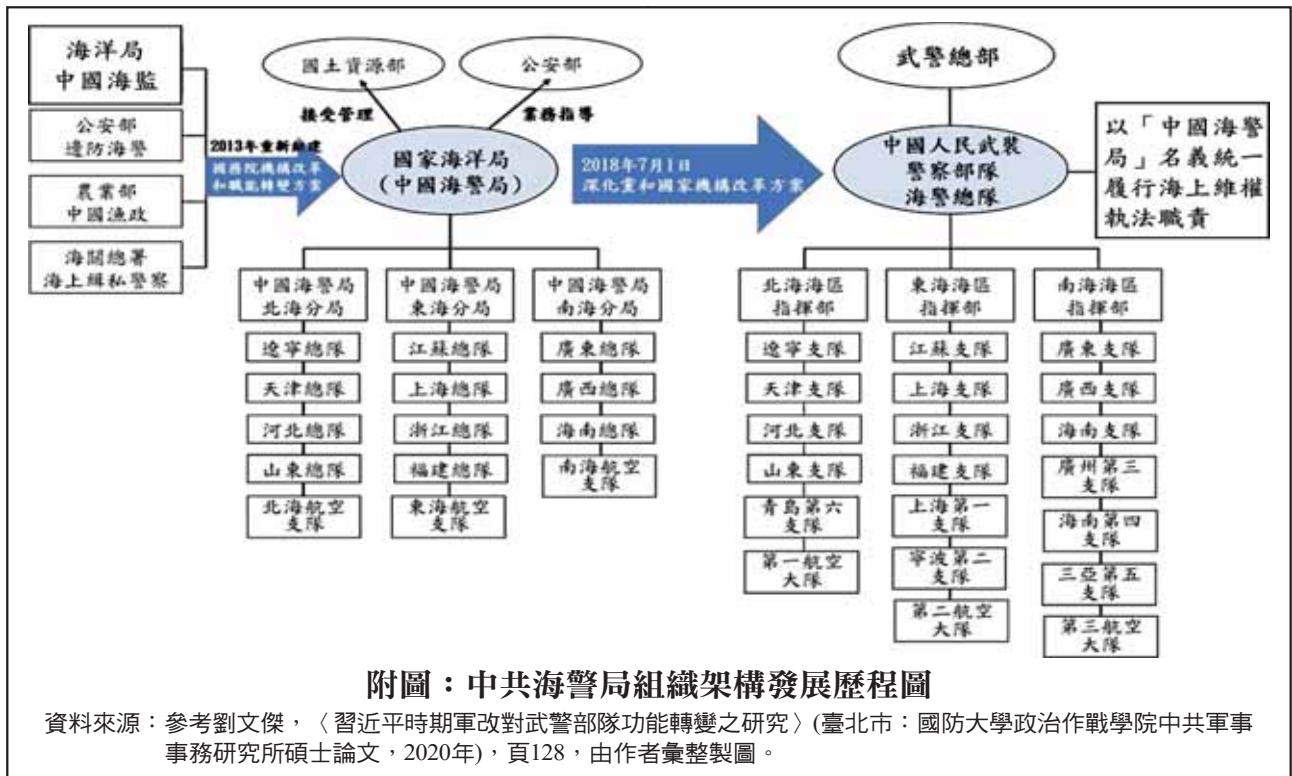 海洋局
中國海監
公安部
邊防海警
農業部
中國漁政
海關總署
海上緝私警察
2013年重新組建
國務院機構改革
和職能轉變方案
國土資源部
公安部
接受管理
業務指導
國家海洋局
(中國海警局)
中國海警局
北海分局
遼寧總隊
天津總隊
河北總隊
山東總隊
北海航空
支隊
中國海警局
東海分局
江蘇總隊
上海總隊
浙江總隊
福建總隊
東海航空
支隊
中國海警局
南海分局
廣東總隊
廣西總隊
海南總隊
南海航空
支隊
2018年7月1日
深化黨和國家機構改革方案
武警總部
中國人民武裝
警察部隊
海警總隊
以「中國海警
局」名義統一
履行海上維權
執法職責
北海海區
指揮部
遼寧支隊
天津支隊
河北支隊
山東支隊
青島第六
支隊
第一航空
大隊
東海海區
指揮部
江蘇支隊
上海支隊
浙江支隊
福建支隊
上海第一
支隊
寧波第二
支隊
第二航空
大隊
南海海區
指揮部
廣東支隊
廣西支隊
海南支隊
廣州第三
支隊
海南第四
支隊
三亞第五
支隊
第三航空
大隊
附圖：中共海警局組織架構發展歷程圖
資料來源：參考劉文傑，〈習近平時期軍改對武警部隊功能轉變之研究〉(臺北市：國防大學政治作戰學院中共軍事
事務研究所碩士論文，2020年)，頁128，由作者彙整製圖。